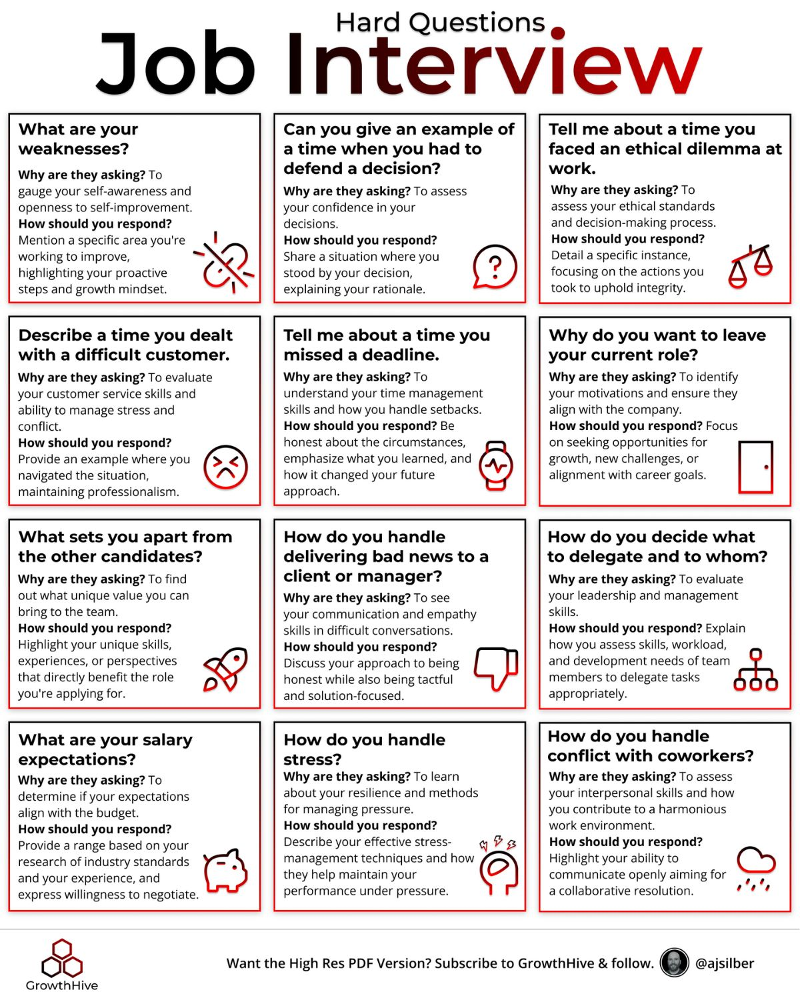 Hard Questions
Job Interview
What are your
weaknesses?
Why are they asking? To
gauge your self-awareness and
openness to self-improvement.
How should you respond?
Mention a specific area you're
working to improve,
highlighting your proactive
steps and growth mindset.
Can you give an example of
a time when you had to
defend a decision?
Why are they asking? To assess
your confidence in your
decisions.
How should you respond?
Share a situation where you
stood by your decision,
explaining your rationale.
?
Tell me about a time you
faced an ethical dilemma at
work.
Why are they asking? To
assess your ethical standards
and decision-making process.
How should you respond?
Detail a specific instance,
focusing on the actions you
took to uphold integrity.
Describe a time you dealt
with a difficult customer.
Why are they asking? To evaluate
your customer service skills and
ability to manage stress and
conflict.
How should you respond?
Provide an example where you
navigated the situation,
maintaining professionalism.
Tell me about a time you
missed a deadline.
Why are they asking? To
understand your time management
skills and how you handle setbacks.
How should you respond? Be
honest about the circumstances,
emphasize what you learned, and
how it changed your future
approach.
Why do you want to leave
your current role?
Why are they asking? To identify
your motivations and ensure they
align with the company.
How should you respond? Focus
on seeking opportunities for
growth, new challenges, or
alignment with career goals.
What sets you apart from
the other candidates?
Why are they asking? To find
out what unique value you can
bring to the team.
How should you respond?
Highlight your unique skills,
experiences, or perspectives
that directly benefit the role
you're applying for.
How do you handle
delivering bad news to a
client or manager?
Why are they asking? To see
your communication and empathy
skills in difficult conversations.
How should you respond?
Discuss your approach to being
honest while also being tactful
and solution-focused.
How do you decide what
to delegate and to whom?
Why are they asking? To evaluate
your leadership and management
skills.
How should you respond? Explain
how you assess skills, workload,
and development needs of team
members to delegate tasks
appropriately.
What are your salary
expectations?
Why are they asking? To
determine if your expectations
align with the budget.
How should you respond?
Provide a range based on your
research of industry standards
and your experience, and
express willingness to negotiate.
How do you handle
stress?
Why are they asking? To learn
about your resilience and methods
for managing pressure.
How should you respond?
Describe your effective stress-
management techniques and how
they help maintain your
performance under pressure.
How do you handle
conflict with coworkers?
Why are they asking? To assess
your interpersonal skills and how
you contribute to a harmonious
work environment.
How should you respond?
Highlight your ability to
communicate openly aiming for
a collaborative resolution.
GrowthHive
Want the High Res PDF Version? Subscribe to GrowthHive & follow. @ajsilber